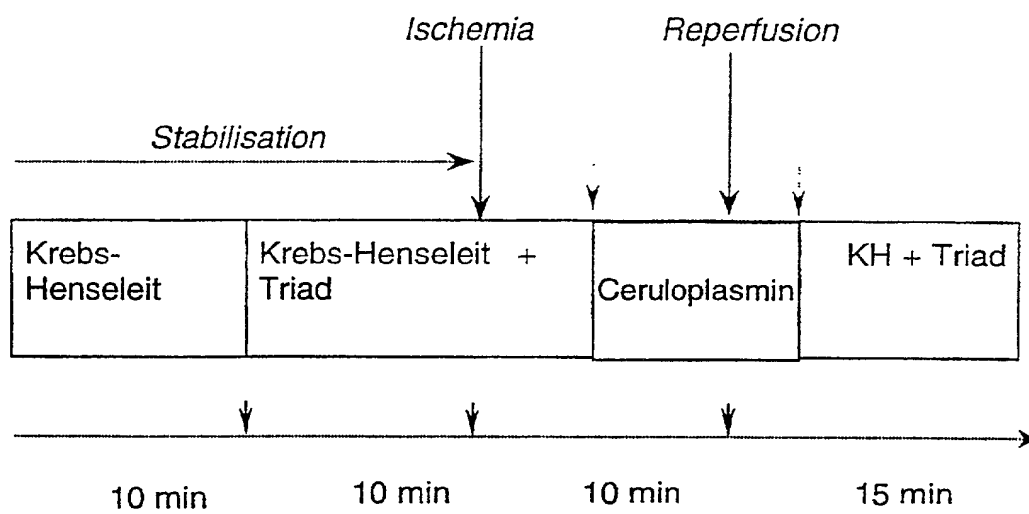 Ischemia
Reperfusion
Stabilisation
Krebs-
Henseleit
Krebs-Henseleit +
Triad
Ceruloplasmin
KH + Triad
10 min
10 min
10 min
15 min